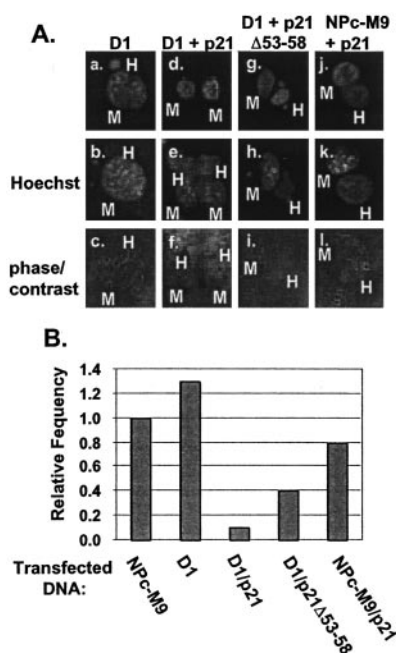 A.
D1
D1 + p21
D1 + p21 Δ53-58
NPc-M9 + p21
a. H M
d.
g.
j. H M
M
M H
Hoechst
b. H M
e. H H M M
h. M H
k. M H
phase/contrast
c. H M
f. H H M M
i. M H
l. M H
B.
Relative Fequency
1.4
1.2
1.0
0.8
0.6
0.4
0.2
0.0
Transfected DNA:
NPc-M9
D1
D1/p21
D1/p21Δ53-58
NPc-M9/p21